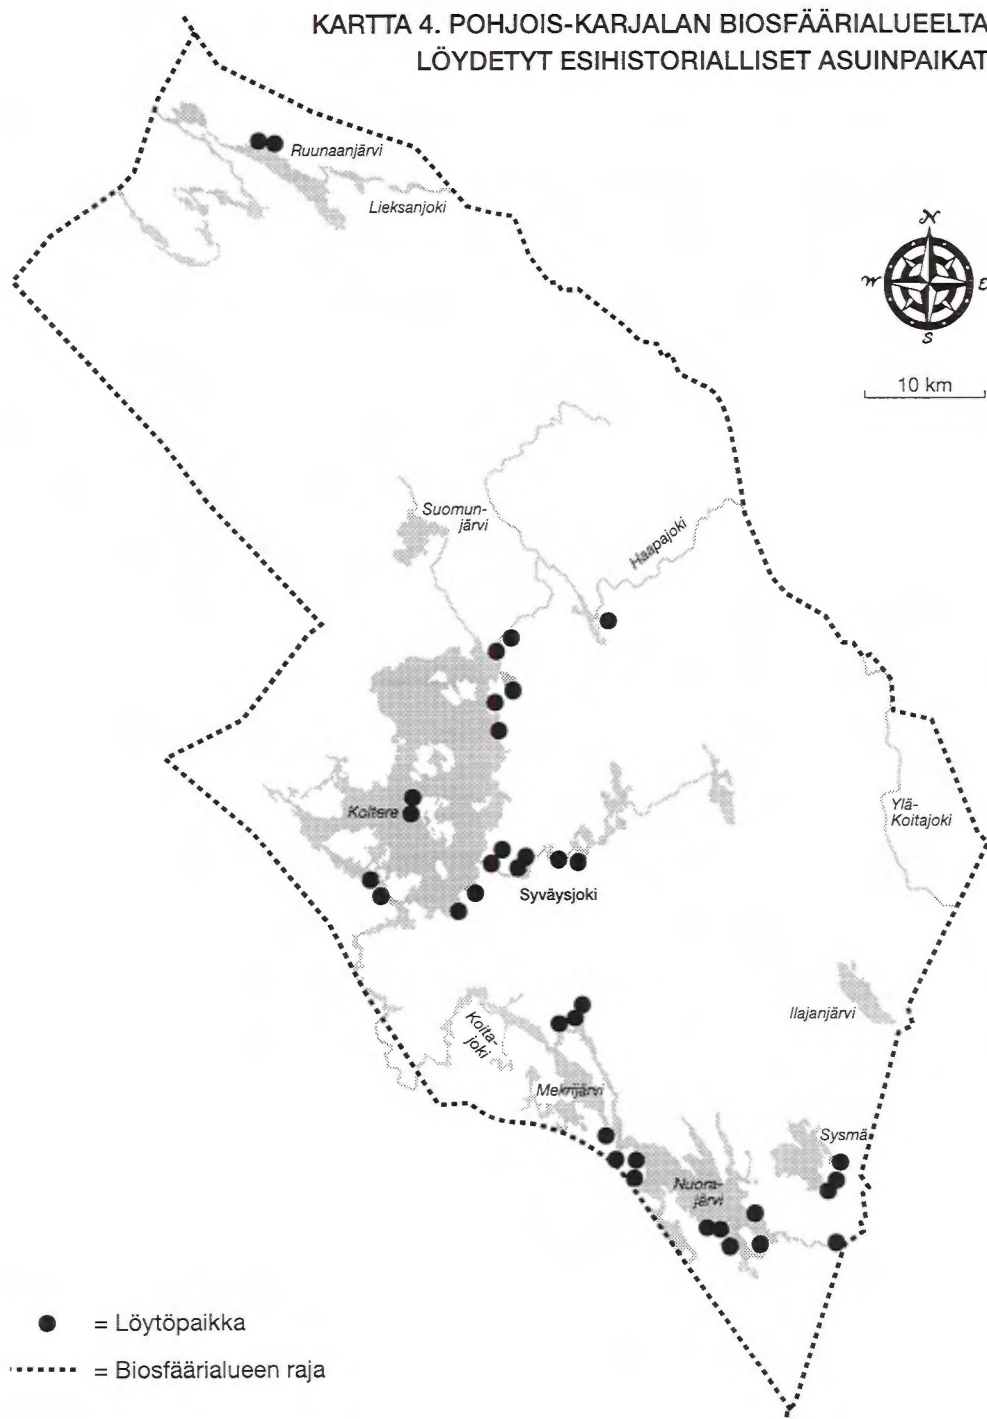 KARTTA 4. POHJOIS-KARJALAN BIOSFÄÄRIALUEELTA
LÖYDETYT ESIHISTORIALLISET ASUINPAIKAT
Ruunaanjärvi
Lieksanjoki
N
W
E
S
10 km
Suomun-
järvi
Haapajoki
Koitere
Ylä-
Koitajoki
Syväysjoki
Ilajanjärvi
Koita-
joki
Mekrijärvi
Sysmä
Nuora-
järvi
= Löytöpaikka
= Biosfäärialueen raja